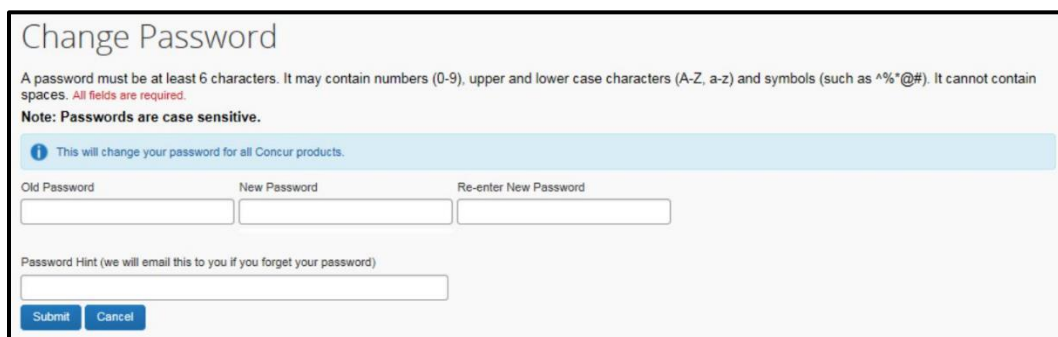 Change Password
A password must be at least 6 characters. It may contain numbers (0-9), upper and lower case characters (A-Z, a-z) and symbols (such as ^%*@#). It cannot contain
spaces. All fields are required.
Note: Passwords are case sensitive.
This will change your password for all Concur products.
Old Password New Password Re-enter New Password
Password Hint (we will email this to you if you forget your password)
Submit Cancel